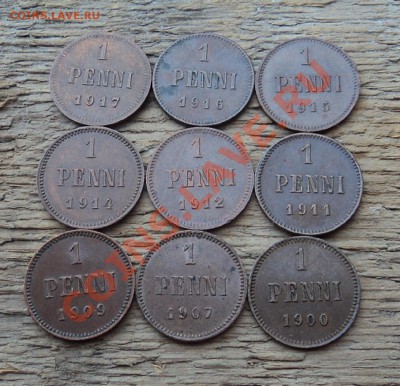 COINS.LAVE.RU
1
PENNI
1917
1
PENNI
1916
1
PENNI
1915
1
PENNI
1914
1
PENNI
1912
1
PENNI
1911
1
PENNI
1909
1
PENNI
1907
1
PENNI
1900
COINS.LAVE.RU